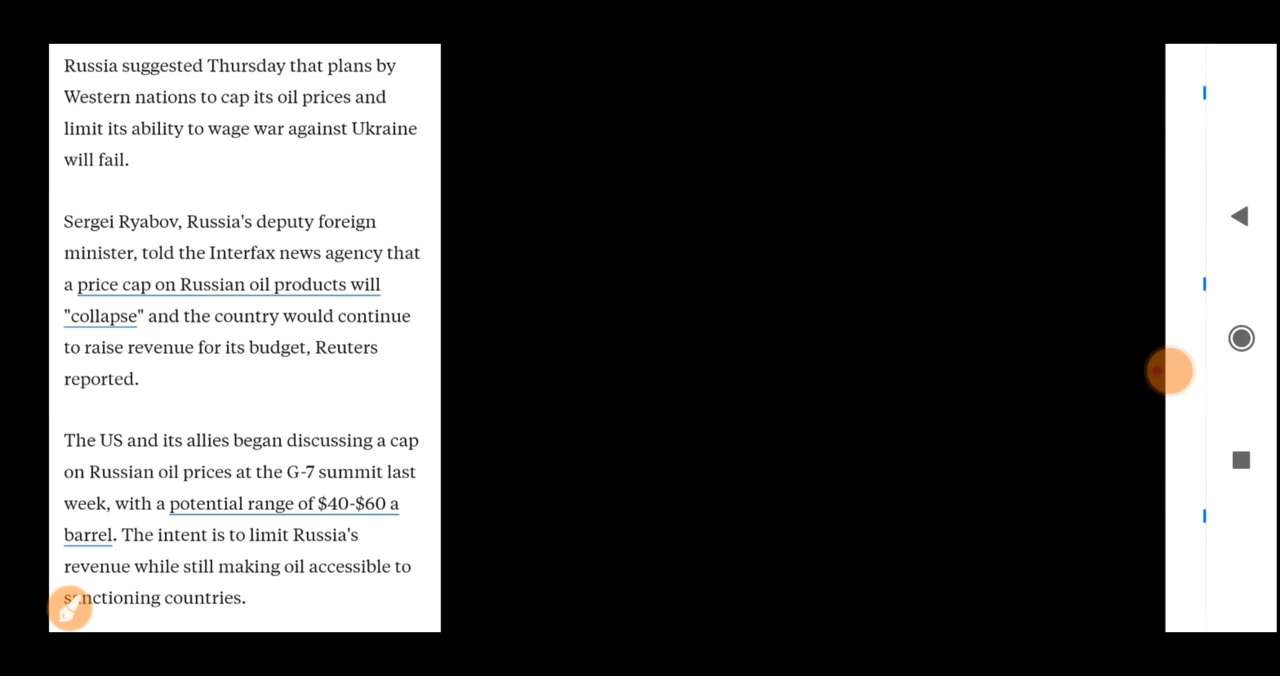 Russia suggested Thursday that plans by
Western nations to cap its oil prices and
limit its ability to wage war against Ukraine
will fail.
Sergei Ryabov, Russia's deputy foreign
minister, told the Interfax news agency that
a price cap on Russian oil products will
"collapse" and the country would continue
to raise revenue for its budget, Reuters
reported.
The US and its allies began discussing a cap
on Russian oil prices at the G-7 summit last
week, with a potential range of $40-$60 a
barrel. The intent is to limit Russia's
revenue while still making oil accessible to
sanctioning countries.